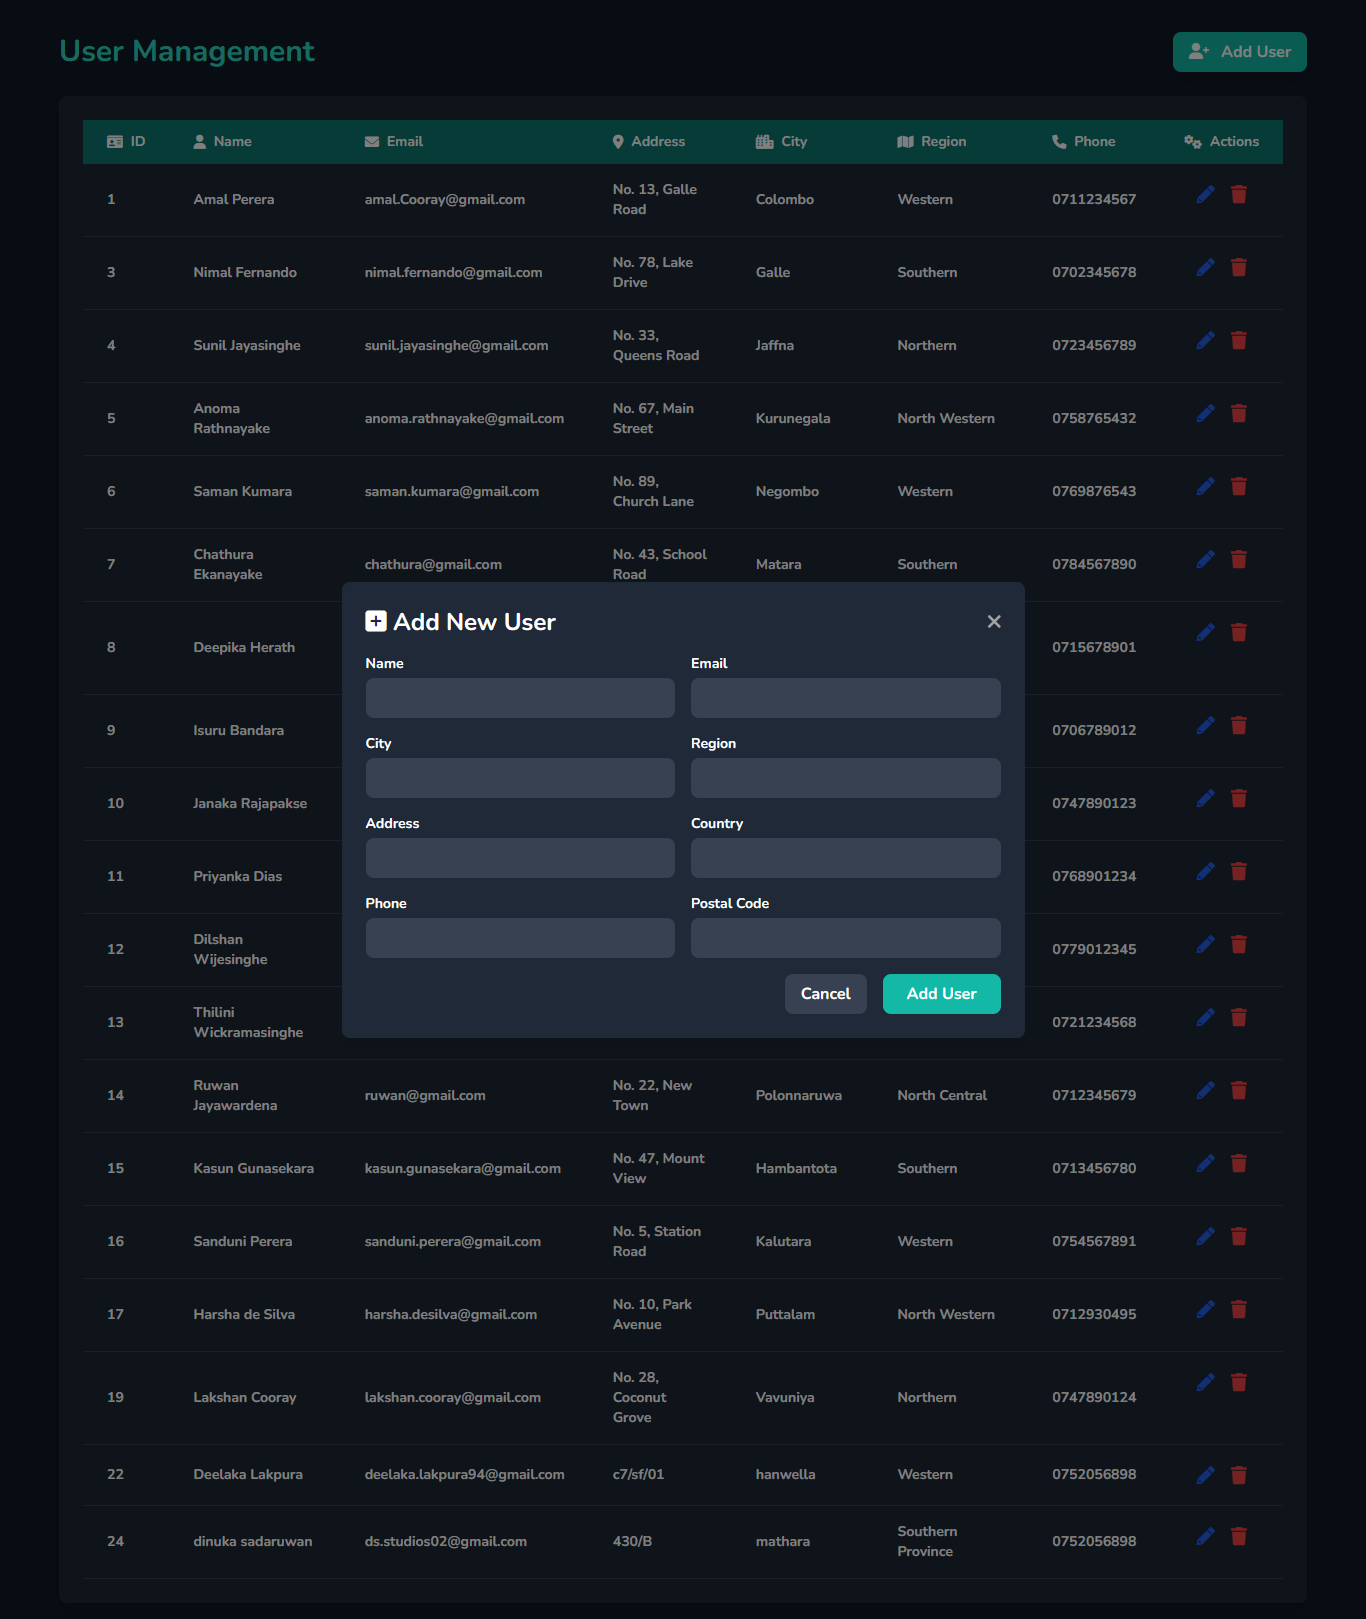 User Management
Add User
ID Name Email Address City Region Phone Actions
1 Amal Perera amal.Cooray@gmail.com No. 13, Galle Road Colombo Western 0711234567
3 Nimal Fernando nimal.fernando@gmail.com No. 78, Lake Drive Galle Southern 0702345678
4 Sunil Jayasinghe sunil.jayasinghe@gmail.com No. 33, Queens Road Jaffna Northern 0723456789
5 Anoma Rathnayake anoma.rathnayake@gmail.com No. 67, Main Street Kurunegala North Western 0758765432
6 Saman Kumara saman.kumara@gmail.com No. 89, Church Lane Negombo Western 0769876543
7 Chathura Ekanayake chathura@gmail.com No. 43, School Road Matara Southern 0784567890
8 Deepika Herath 0715678901
9 Isuru Bandara 0706789012
10 Janaka Rajapakse 0747890123
11 Priyanka Dias 0768901234
12 Dilshan Wijesinghe 0779012345
13 Thilini Wickramasinghe 0721234568
Add New User
Name Email
City Region
Address Country
Phone Postal Code
Cancel Add User
14 Ruwan Jayawardena ruwan@gmail.com No. 22, New Town Polonnaruwa North Central 0712345679
15 Kasun Gunasekara kasun.gunasekara@gmail.com No. 47, Mount View Hambantota Southern 0713456780
16 Sanduni Perera sanduni.perera@gmail.com No. 5, Station Road Kalutara Western 0754567891
17 Harsha de Silva harsha.desilva@gmail.com No. 10, Park Avenue Puttalam North Western 0712930495
19 Lakshan Cooray lakshan.cooray@gmail.com No. 28, Coconut Grove Vavuniya Northern 0747890124
22 Deelaka Lakpura deelaka.lakpura94@gmail.com c7/sf/01 hanwella Western 0752056898
24 dinuka sadaruwan ds.studios02@gmail.com 430/B mathara Southern Province 0752056898